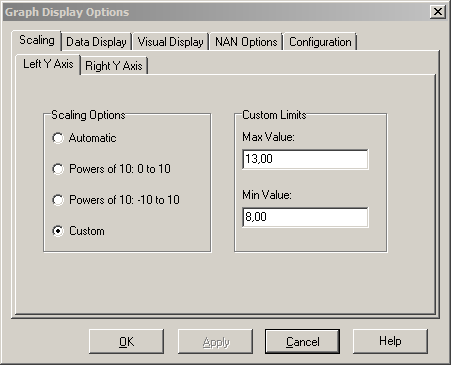 Graph Display Options
Scaling Data Display Visual Display NAN Options Configuration
Left Y Axis Right Y Axis
Scaling Options
Automatic
Powers of 10: 0 to 10
Powers of 10: -10 to 10
Custom
Custom Limits
Max Value:
13,00
Min Value:
8,00
OK Apply Cancel Help